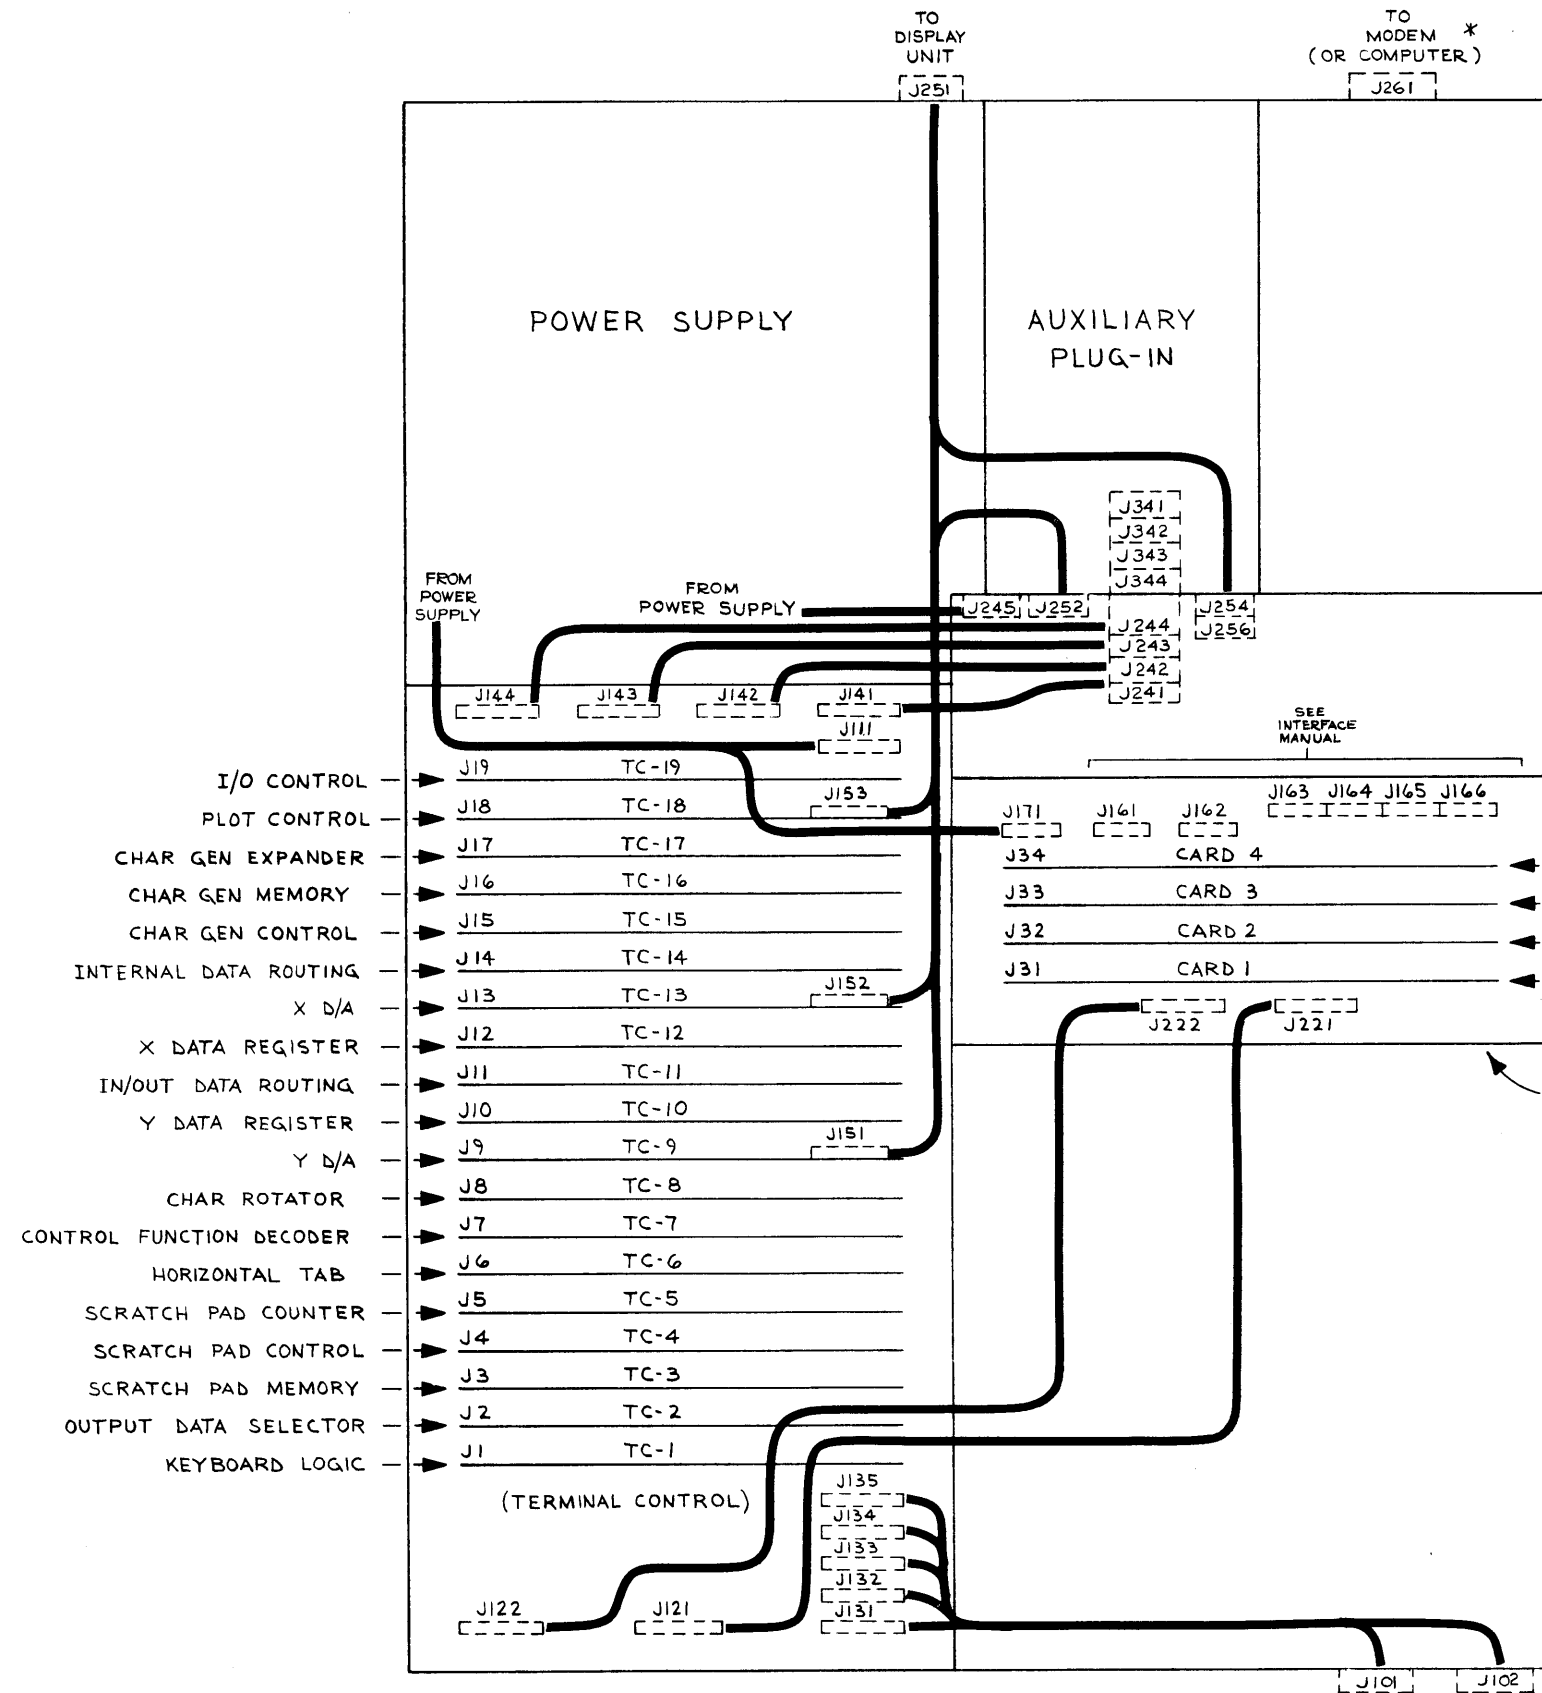 TO
DISPLAY
UNIT
J251
TO
MODEM *
(OR COMPUTER)
J261
POWER SUPPLY
AUXILIARY
PLUG-IN
J341
J342
J343
J344
FROM
POWER
SUPPLY
FROM
POWER SUPPLY
J245
J252
J254
J256
J244
J243
J242
J241
J144
J143
J142
J141
J111
SEE
INTERFACE
MANUAL
I/O CONTROL J19 TC-19
PLOT CONTROL J18 TC-18 J153
J171 J161 J162 J163 J164 J165 J166
CHAR GEN EXPANDER J17 TC-17
J34 CARD 4
CHAR GEN MEMORY J16 TC-16
J33 CARD 3
CHAR GEN CONTROL J15 TC-15
J32 CARD 2
INTERNAL DATA ROUTING J14 TC-14
J31 CARD 1
X D/A J13 TC-13 J152
J222 J221
X DATA REGISTER J12 TC-12
IN/OUT DATA ROUTING J11 TC-11
Y DATA REGISTER J10 TC-10
Y D/A J9 TC-9 J151
CHAR ROTATOR J8 TC-8
CONTROL FUNCTION DECODER J7 TC-7
HORIZONTAL TAB J6 TC-6
SCRATCH PAD COUNTER J5 TC-5
SCRATCH PAD CONTROL J4 TC-4
SCRATCH PAD MEMORY J3 TC-3
OUTPUT DATA SELECTOR J2 TC-2
KEYBOARD LOGIC J1 TC-1
(TERMINAL CONTROL)
J135
J134
J133
J132
J122 J121 J131
J101 J102